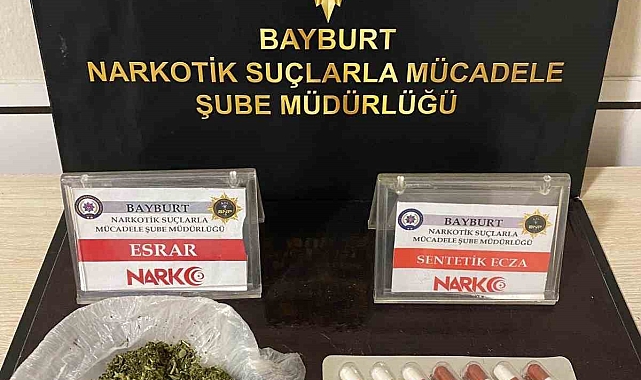 BAYBURT
NARKOTİK SUÇLARLA MÜCADELE
ŞUBE MÜDÜRLÜĞÜ
BAYBURT
NARKOTİK SUÇLARLA
MÜCADELE ŞUBE MÜDÜRLÜĞÜ
ESRAR
NARKO
BAYBURT
NARKOTİK SUÇLARLA
MÜCADELE ŞUBE MÜDÜRLÜĞÜ
SENTETİK ECZA
NARKO